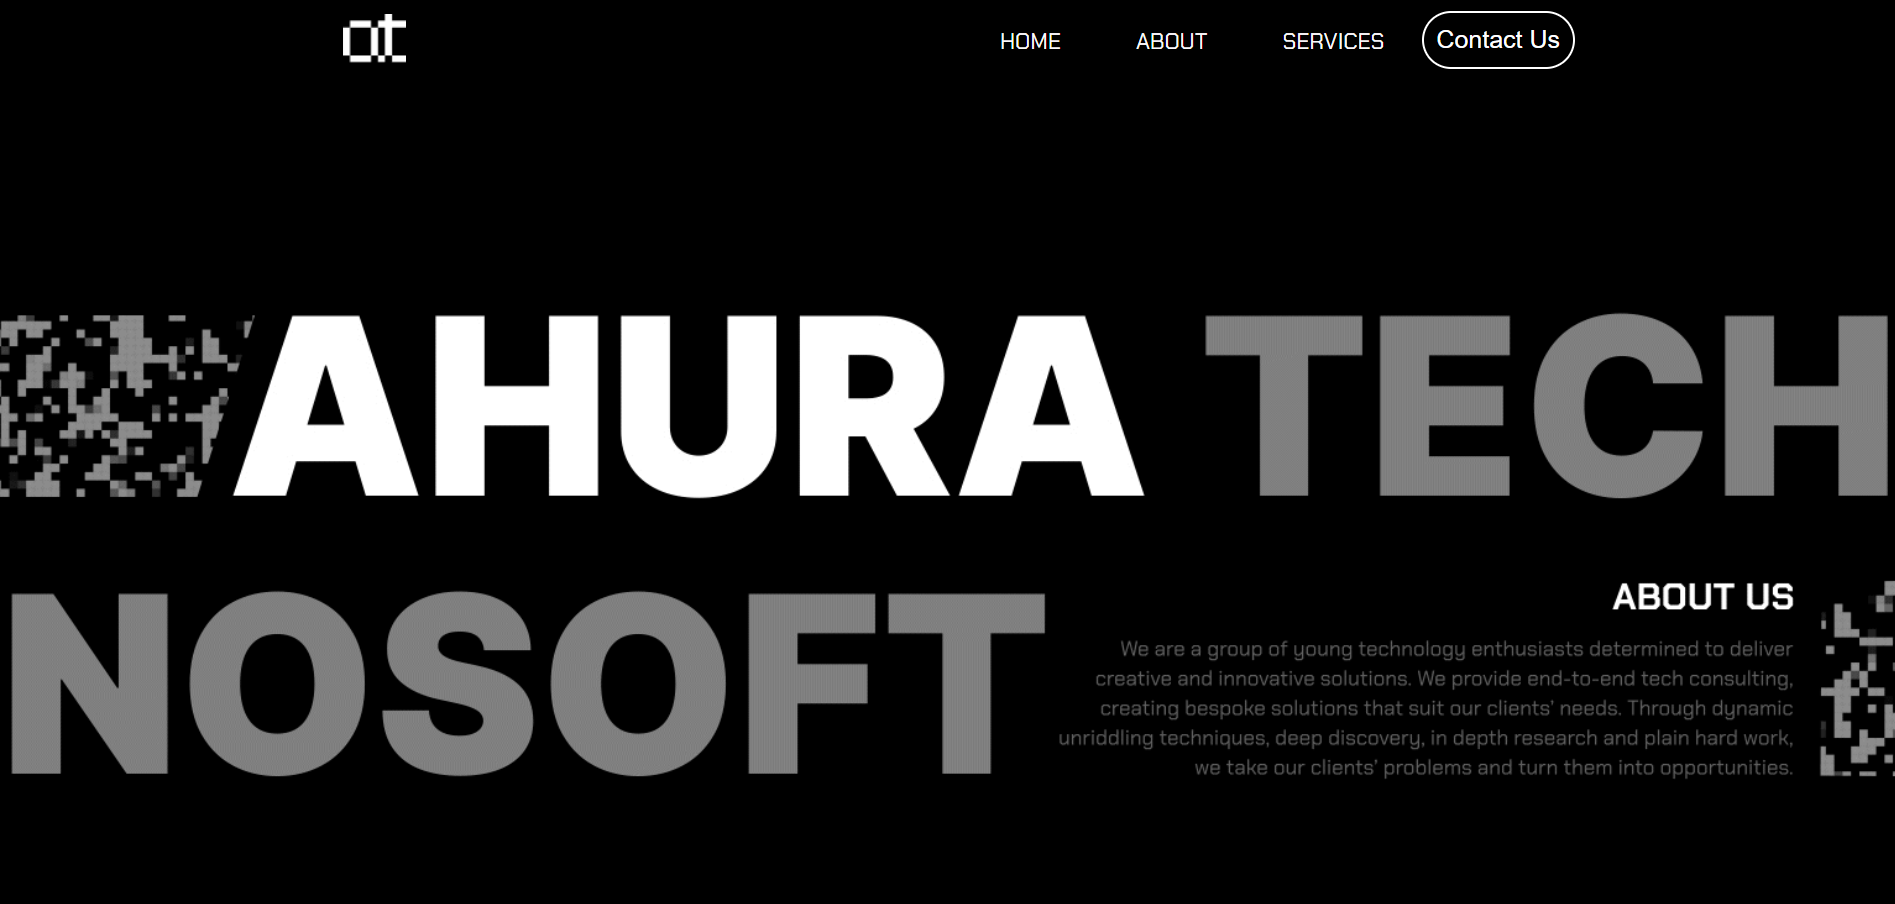 at
HOME ABOUT SERVICES Contact Us
AHURA TECH
NOSOFT
ABOUT US
We are a group of young technology enthusiasts determined to deliver
creative and innovative solutions. We provide end-to-end tech consulting,
creating bespoke solutions that suit our clients’ needs. Through dynamic
unriddling techniques, deep discovery, in depth research and plain hard work,
we take our clients’ problems and turn them into opportunities.